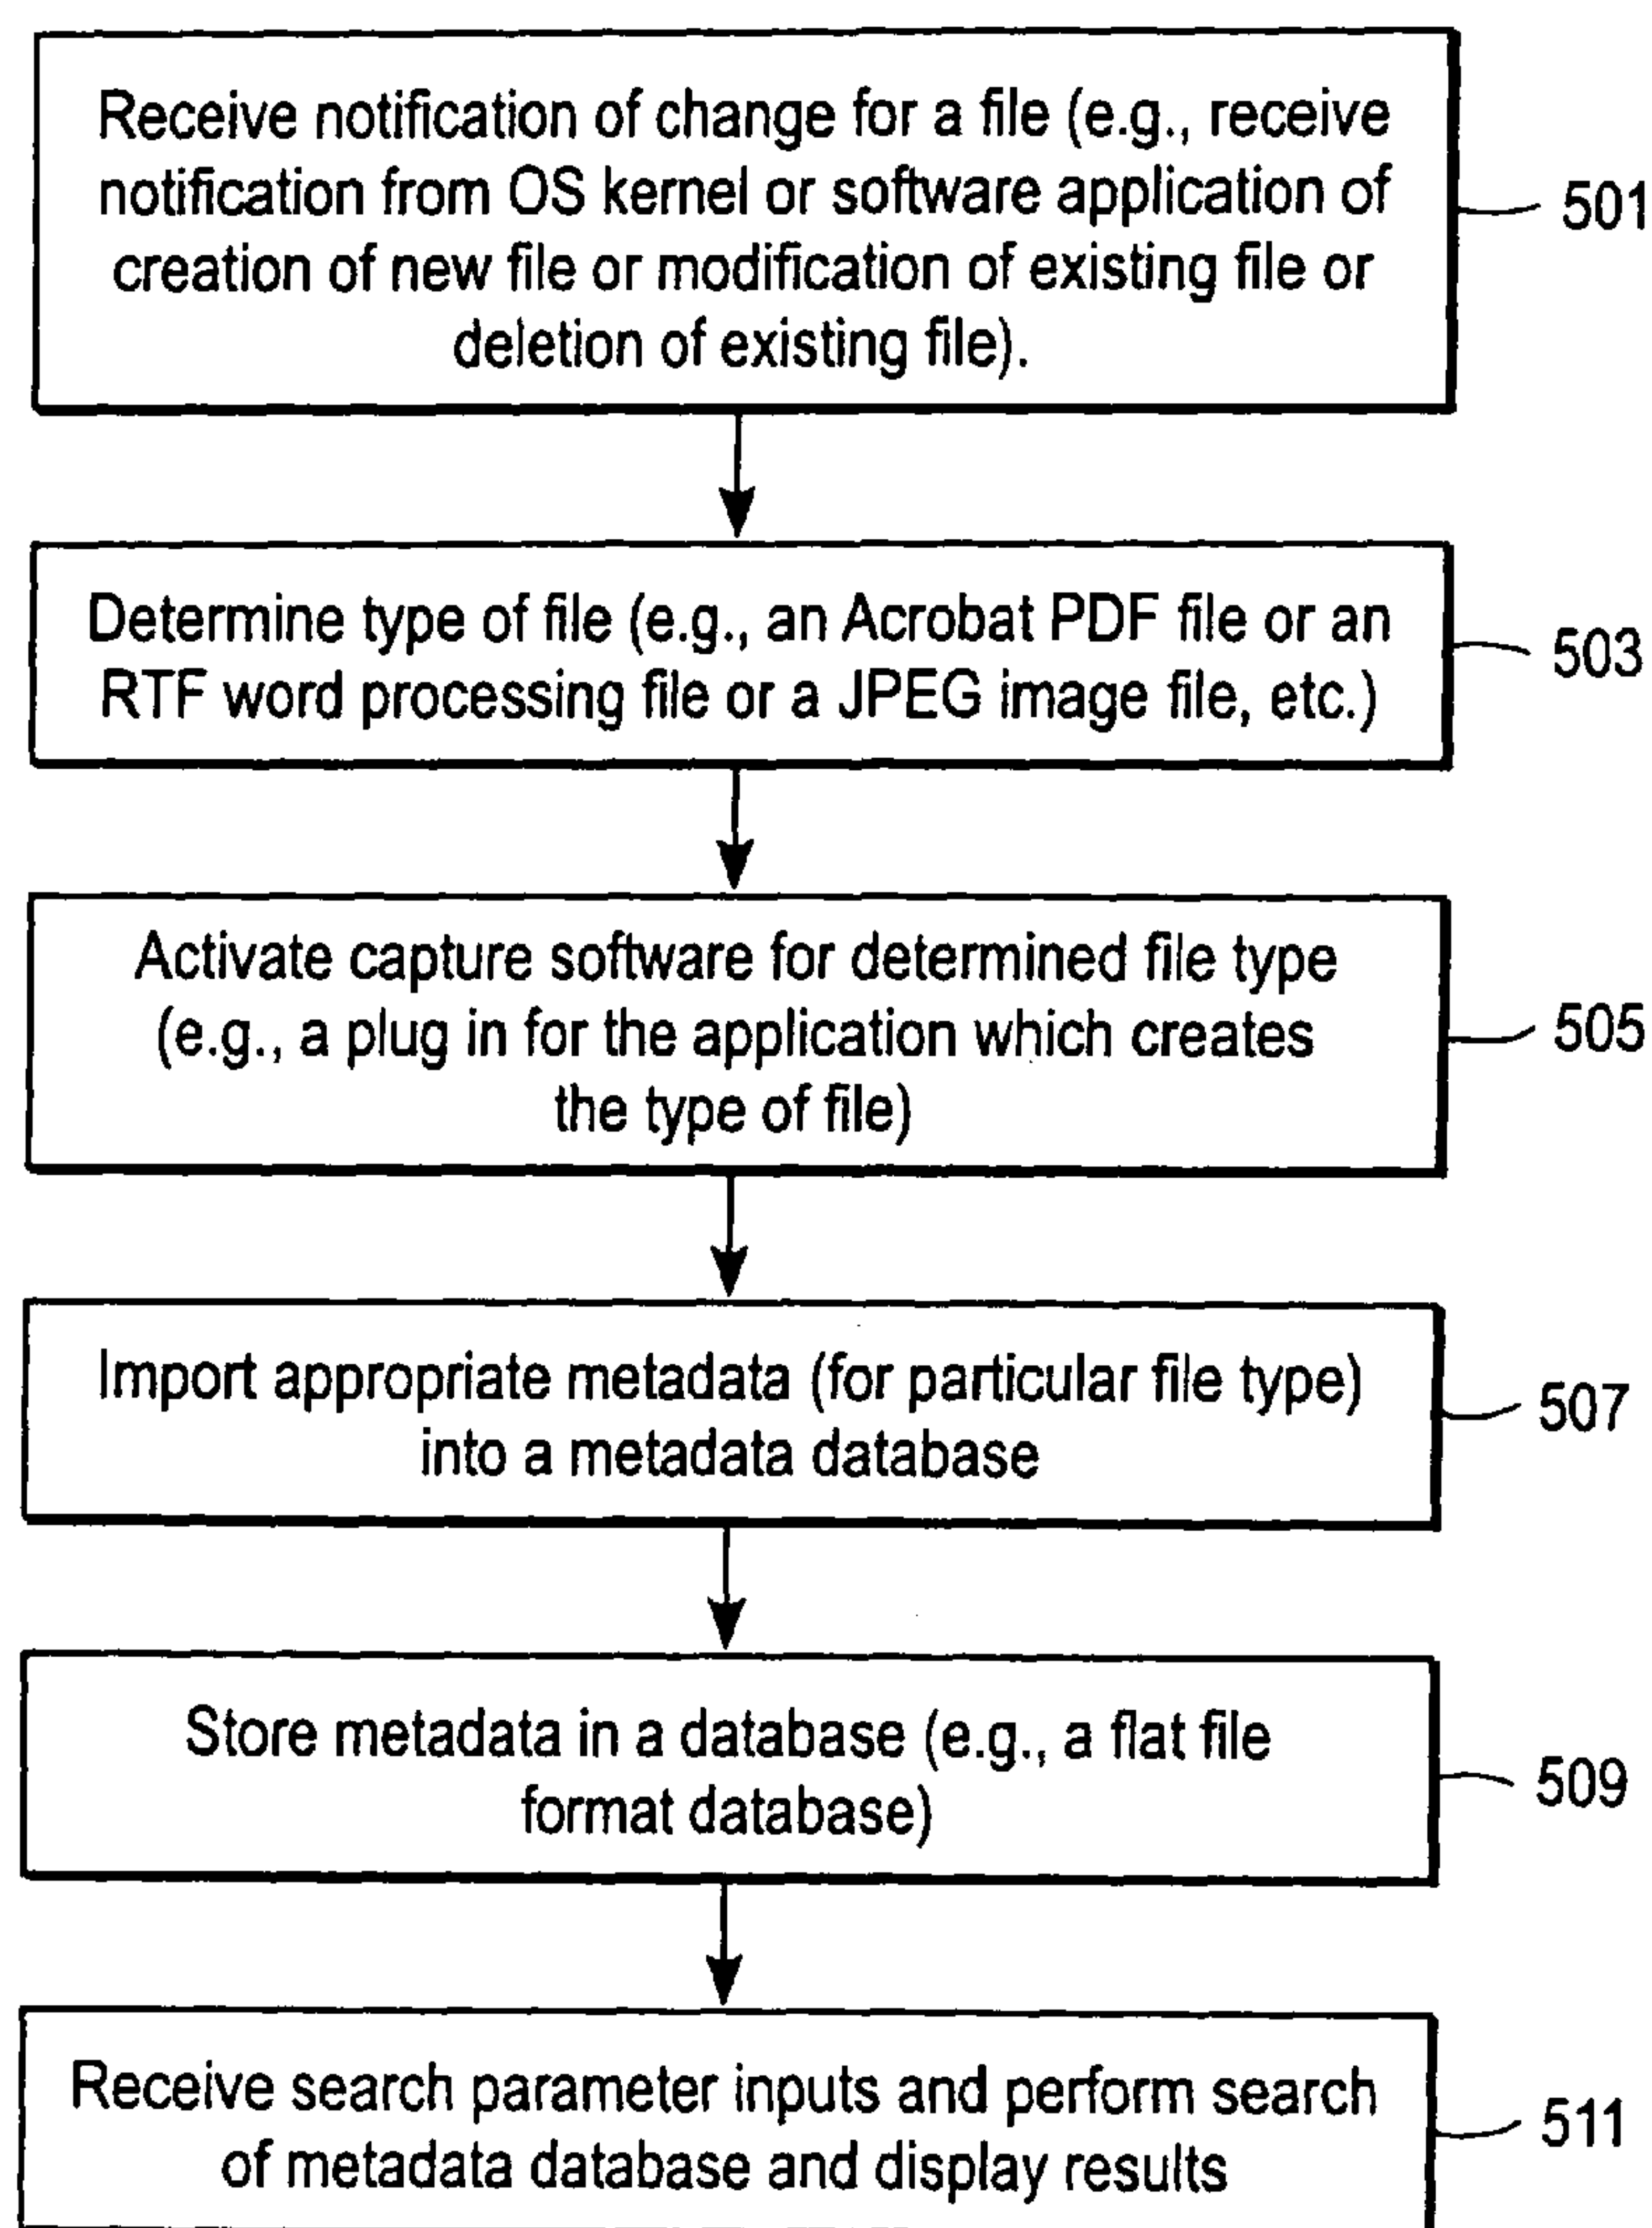 Receive notification of change for a file (e.g., receive
notification from OS kernel or software application of
creation of new file or modification of existing file or
deletion of existing file).
501
Determine type of file (e.g., an Acrobat PDF file or an
RTF word processing file or a JPEG image file, etc.)
503
Activate capture software for determined file type
(e.g., a plug in for the application which creates
the type of file)
505
Import appropriate metadata (for particular file type)
into a metadata database
507
Store metadata in a database (e.g., a flat file
format database)
509
Receive search parameter inputs and perform search
of metadata database and display results
511